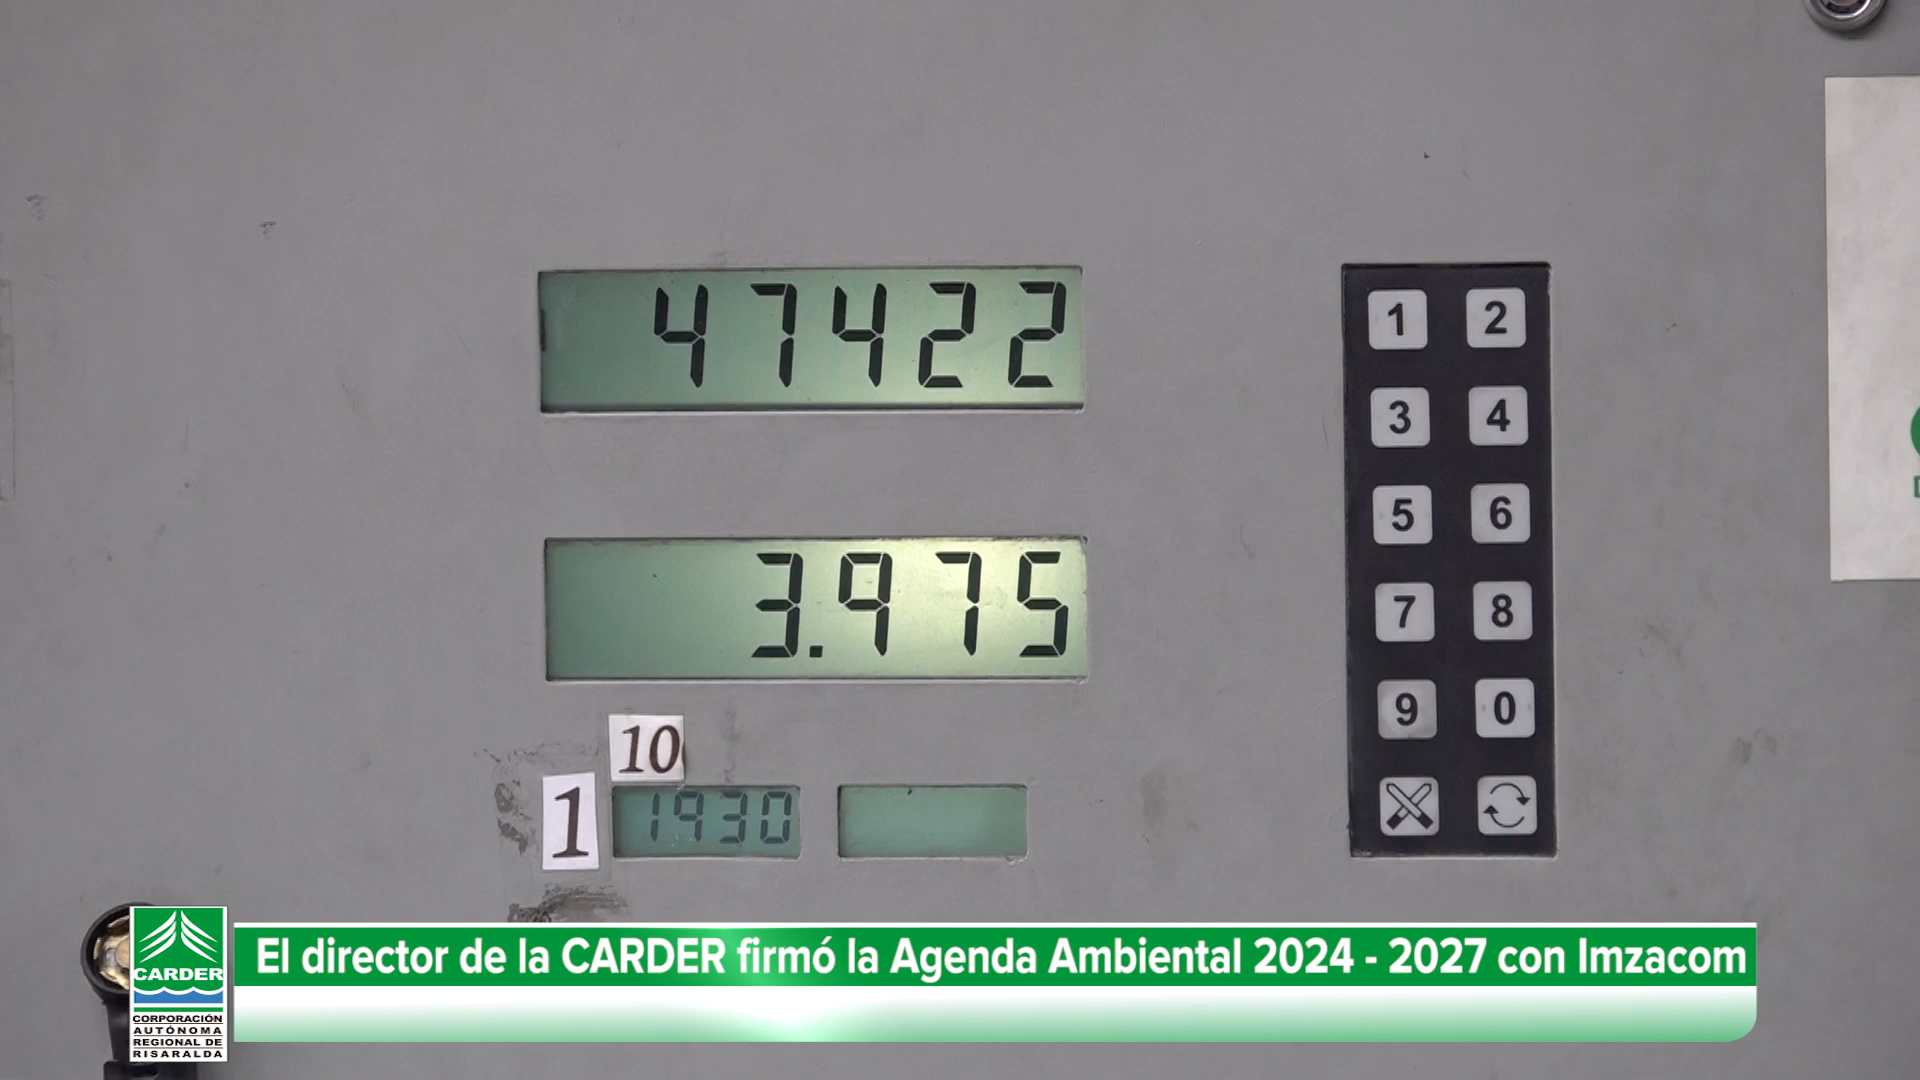 47422
3.975
10
1
1930
1 2
3 4
5 6
7 8
9 0
CARDER
CORPORACIÓN
AUTÓNOMA
REGIONAL DE
RISARALDA
El director de la CARDER firmó la Agenda Ambiental 2024 - 2027 con Imzacom